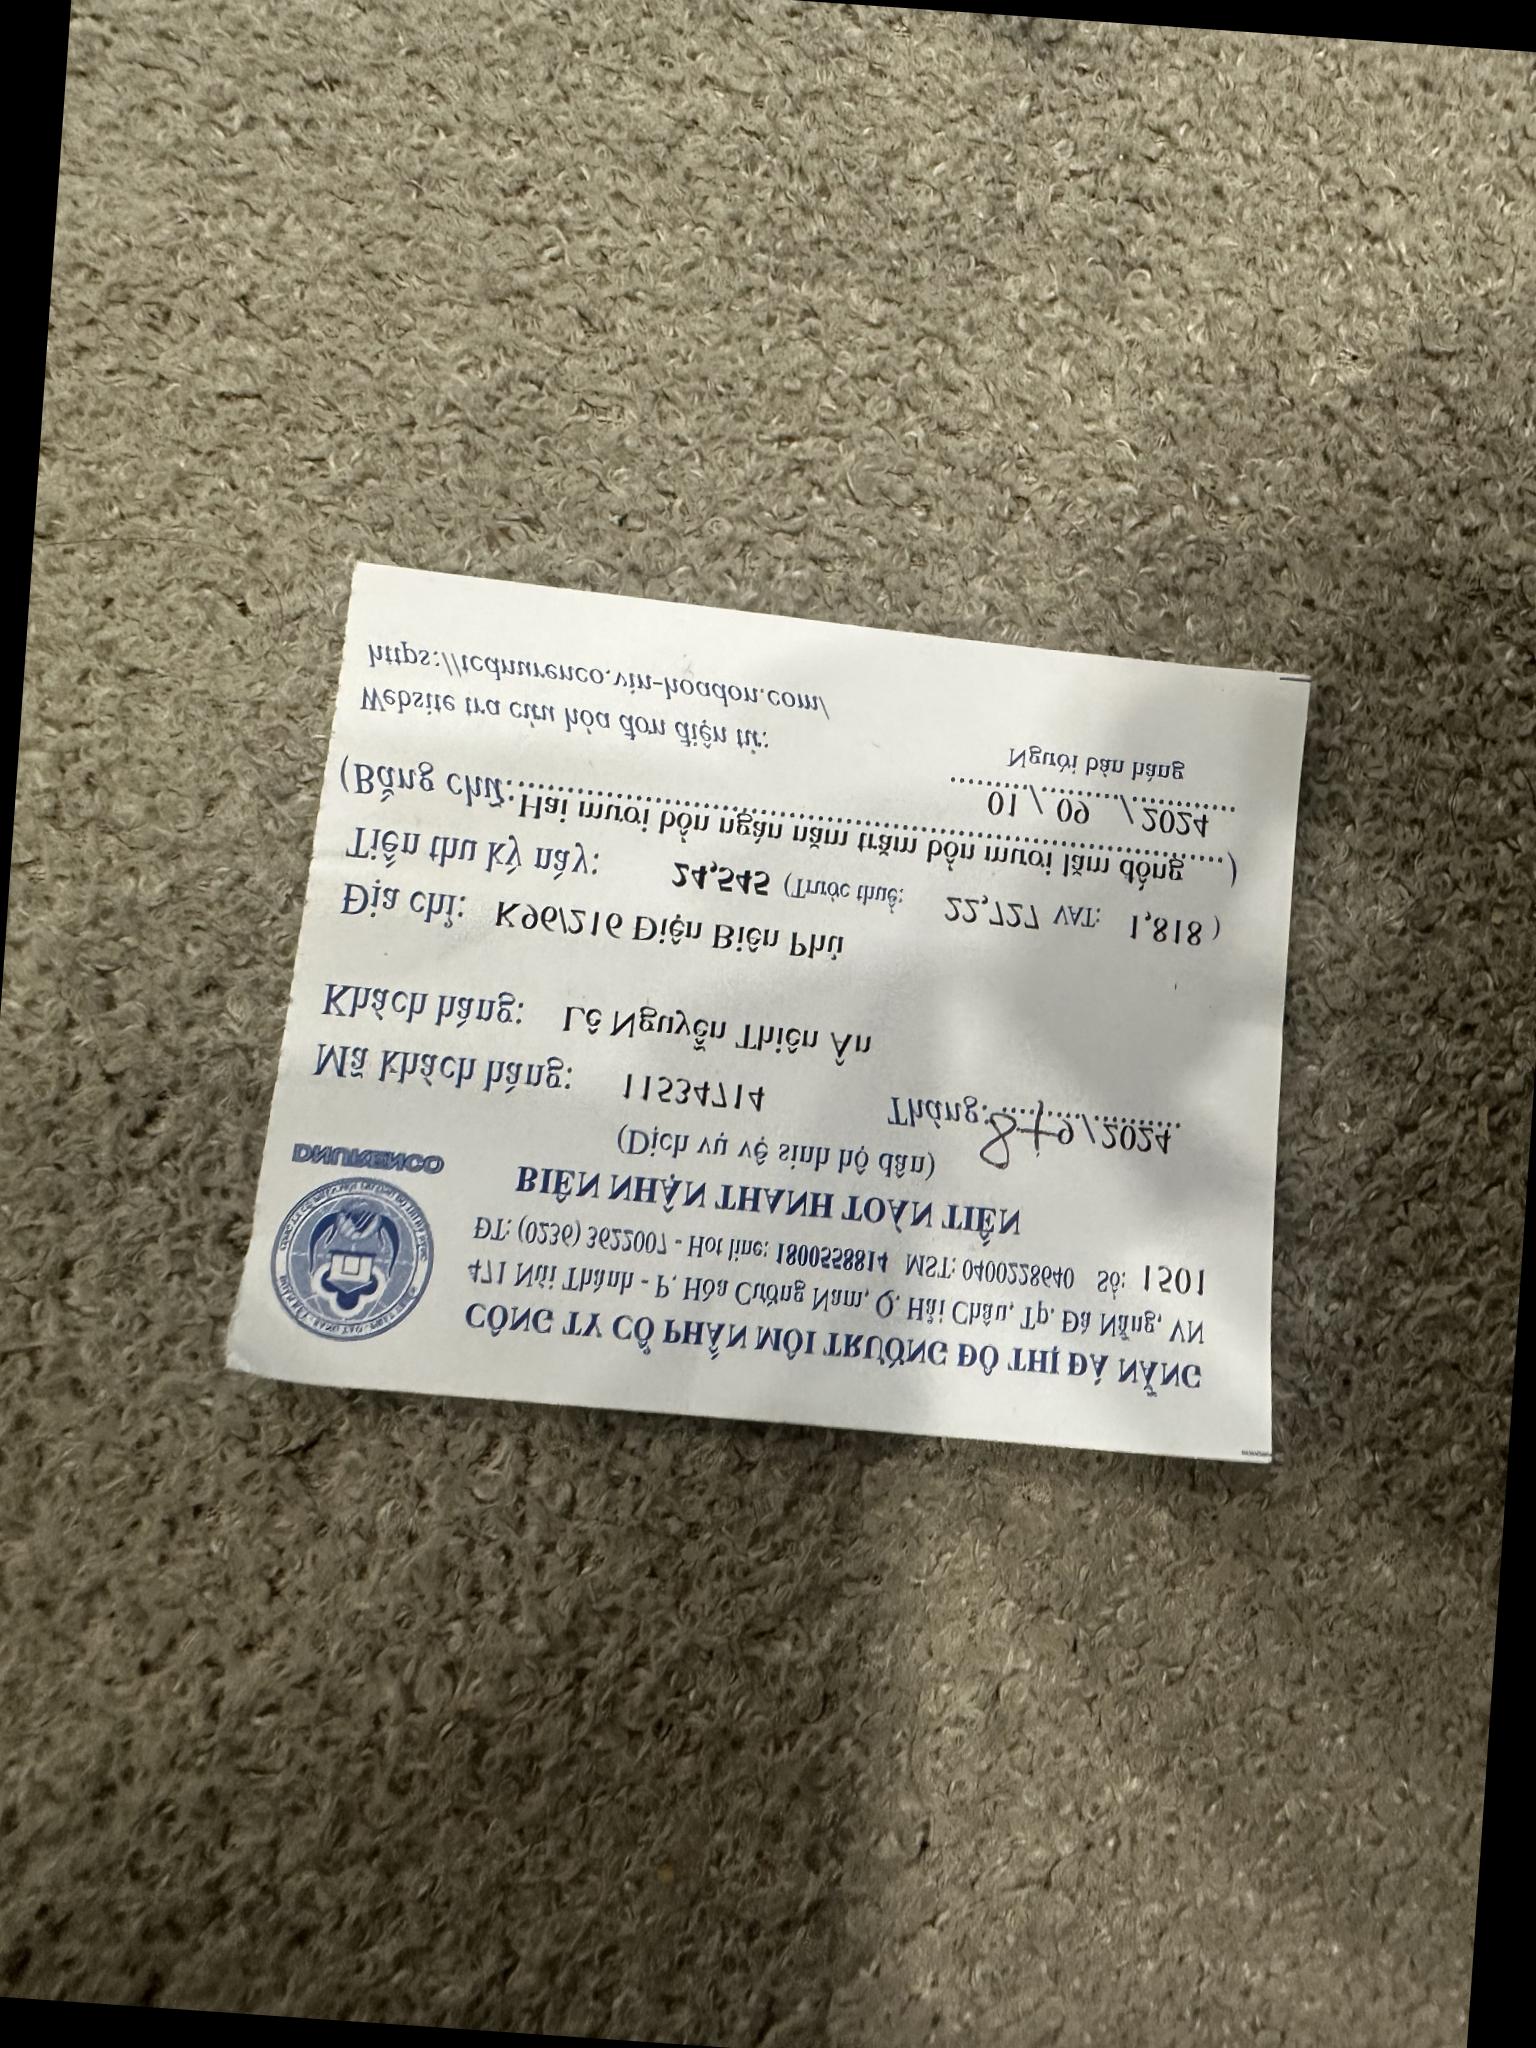 CÔNG TY CỔ PHẦN MÔI TRƯỜNG ĐÔ THỊ ĐÀ NẴNG
471 Núi Thành - P. Hòa Cường Nam, Q. Hải Châu, Tp. Đà Nẵng, VN
ĐT: (0236) 3622007 - Hot line: 1800558814 MST: 0400228640 Số: 1501
DNURENCO
BIÊN NHẬN THANH TOÁN TIỀN
(Dịch vụ vệ sinh hộ dân)
Tháng: 8+9/2024
Mã khách hàng: 11534714
Khách hàng: Lê Nguyễn Thiên Ân
Địa chỉ: K96/216 Điện Biên Phủ
Tiền thu kỳ này: 24,545 (Trước thuế: 22,727 VAT: 1,818 )
(Bằng chữ: Hai mươi bốn ngàn năm trăm bốn mươi lăm đồng )
01 / 09 / 2024
Người bán hàng
Website tra cứu hóa đơn điện tử:
https://tcdnurenco.vin-hoadon.com/